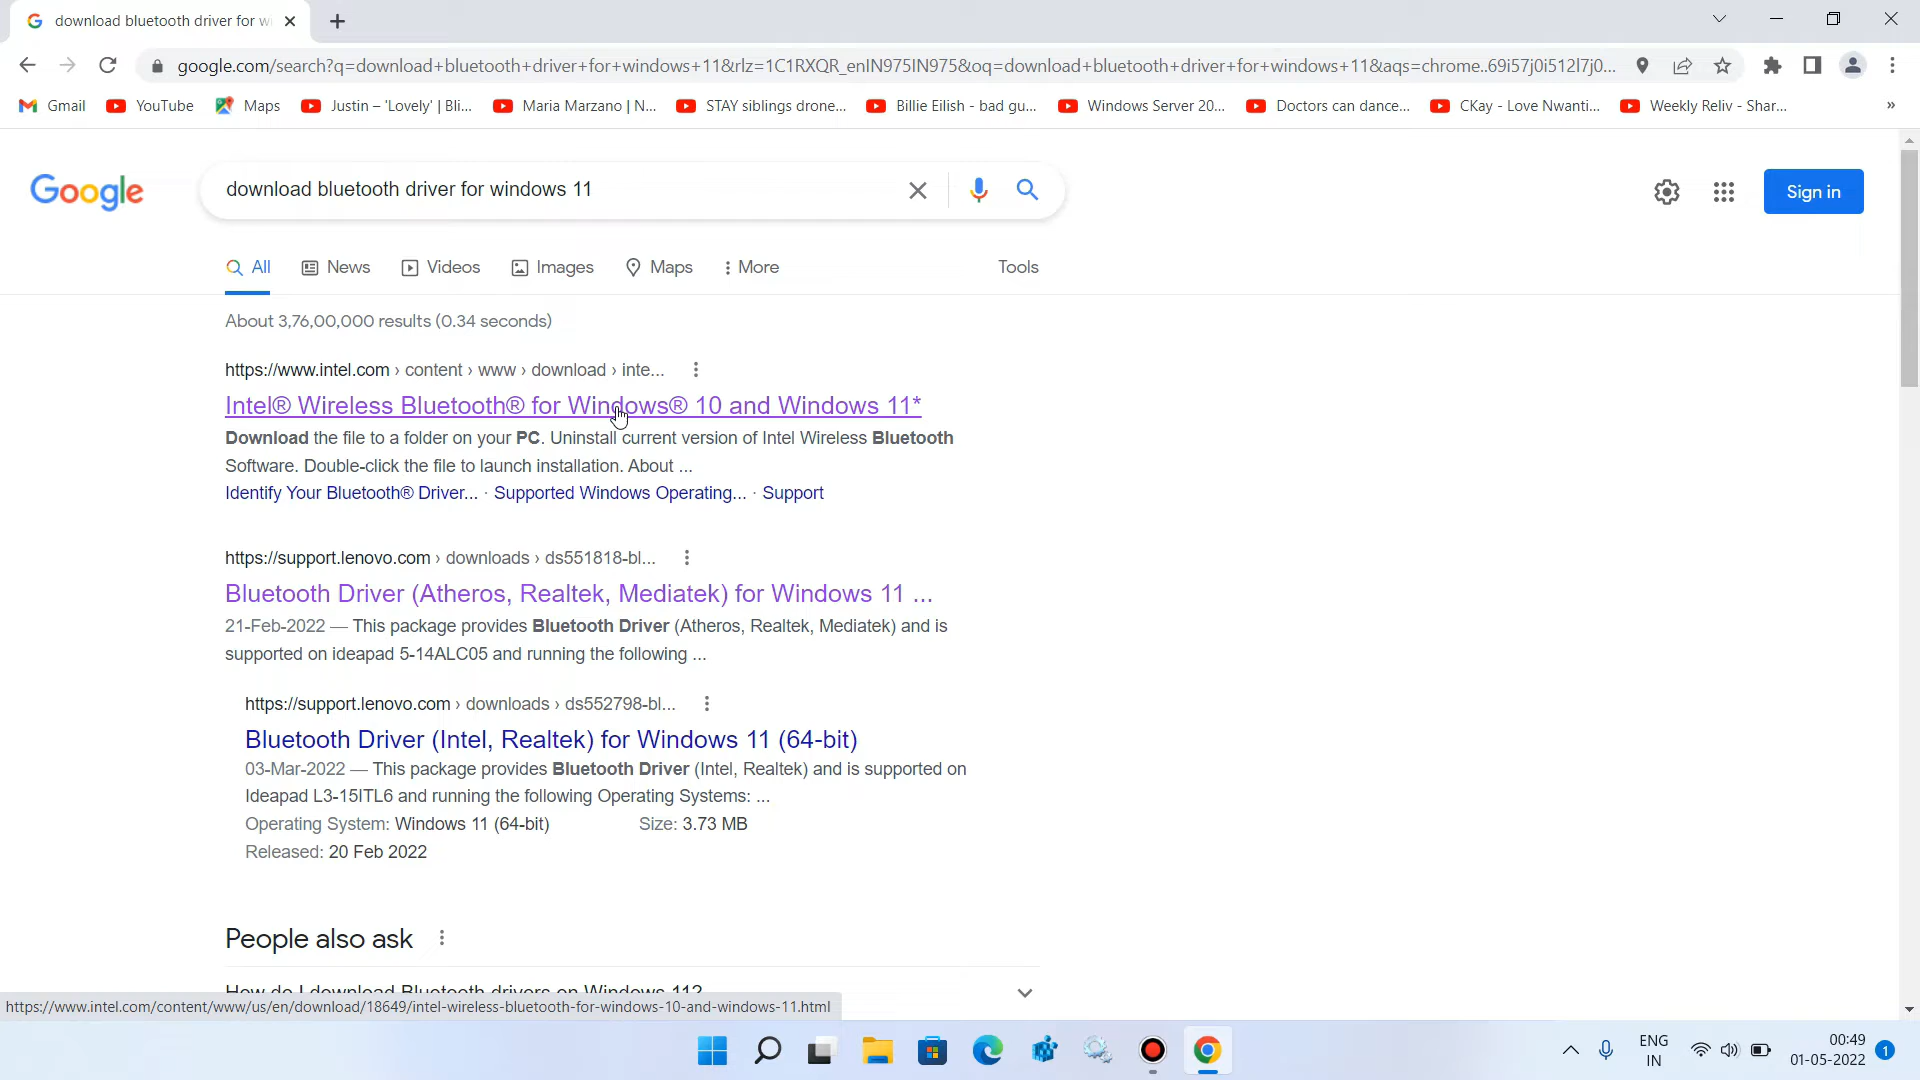 download bluetooth driver for w
google.com/search?q=download+bluetooth+driver+for+windows+11&rlz=1C1RXQR_enIN975IN975&oq=download+bluetooth+driver+for+windows+11&aqs=chrome..69i57j0i512l7j0...
Gmail YouTube Maps Justin – 'Lovely' | Bli... Maria Marzano | N... STAY siblings drone... Billie Eilish - bad gu... Windows Server 20... Doctors can dance... CKay - Love Nwanti... Weekly Reliv - Shar... »
Google download bluetooth driver for windows 11 Sign in
All News Videos Images Maps More Tools
About 3,76,00,000 results (0.34 seconds)
https://www.intel.com › content › www › download › inte...
Intel® Wireless Bluetooth® for Windows® 10 and Windows 11*
Download the file to a folder on your PC. Uninstall current version of Intel Wireless Bluetooth
Software. Double-click the file to launch installation. About ...
Identify Your Bluetooth® Driver... · Supported Windows Operating... · Support
https://support.lenovo.com › downloads › ds551818-bl...
Bluetooth Driver (Atheros, Realtek, Mediatek) for Windows 11 ...
21-Feb-2022 — This package provides Bluetooth Driver (Atheros, Realtek, Mediatek) and is
supported on ideapad 5-14ALC05 and running the following ...
https://support.lenovo.com › downloads › ds552798-bl...
Bluetooth Driver (Intel, Realtek) for Windows 11 (64-bit)
03-Mar-2022 — This package provides Bluetooth Driver (Intel, Realtek) and is supported on
Ideapad L3-15ITL6 and running the following Operating Systems: ...
Operating System: Windows 11 (64-bit) Size: 3.73 MB
Released: 20 Feb 2022
People also ask
How do I download Bluetooth drivers on Windows 11?
https://www.intel.com/content/www/us/en/download/18649/intel-wireless-bluetooth-for-windows-10-and-windows-11.html
ENG
IN
00:49
01-05-2022
1